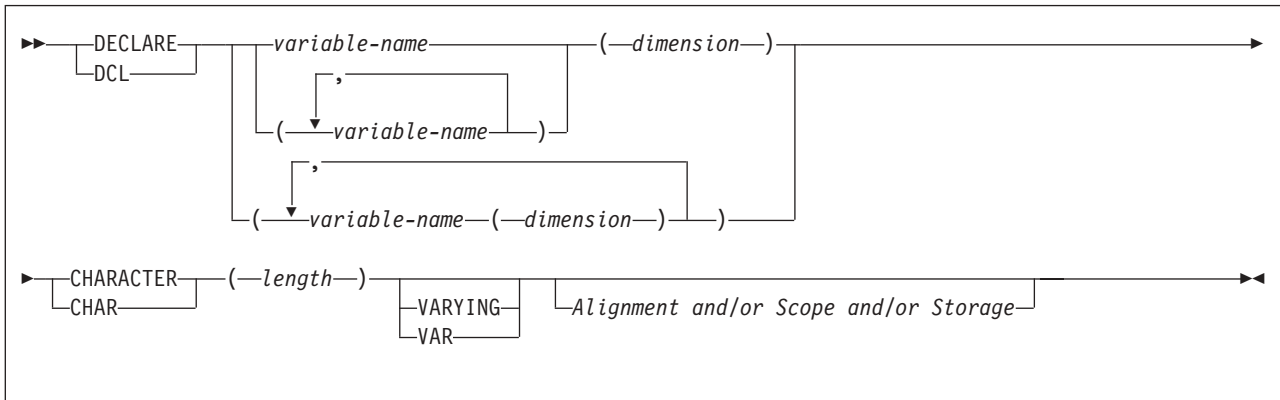 DECLARE variable-name ( dimension )
DCL
,
( variable-name )
,
( variable-name ( dimension ) )
CHARACTER ( length )
CHAR VARYING Alignment and/or Scope and/or Storage
VAR